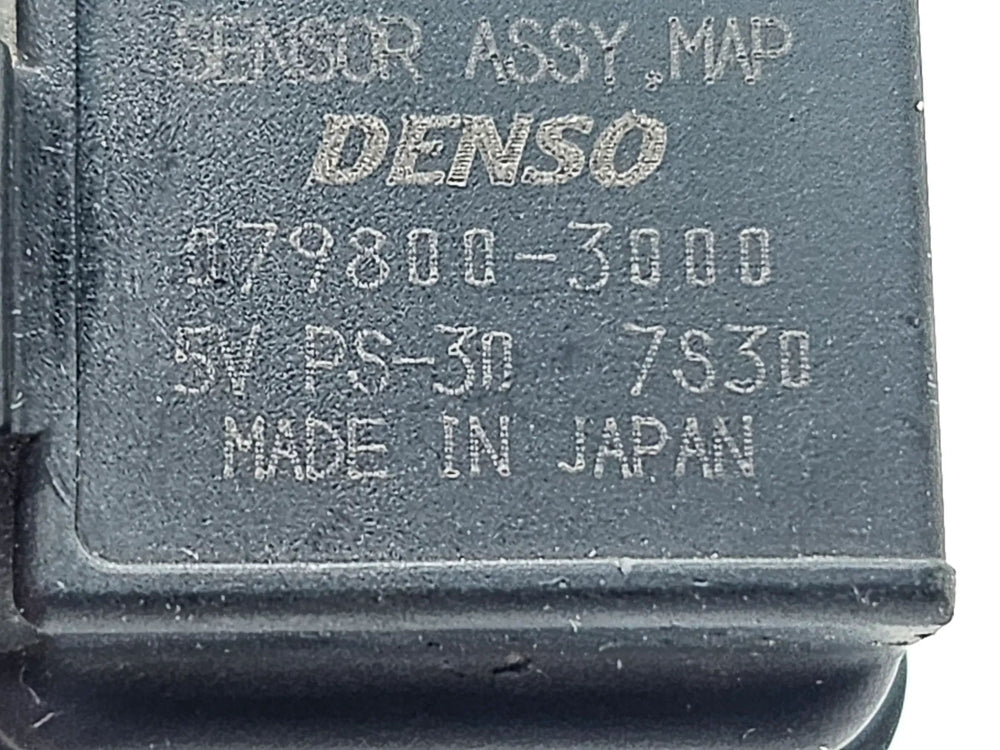 SENSOR ASSY,MAP
DENSO
079800-3000
5V PS-30 7S30
MADE IN JAPAN